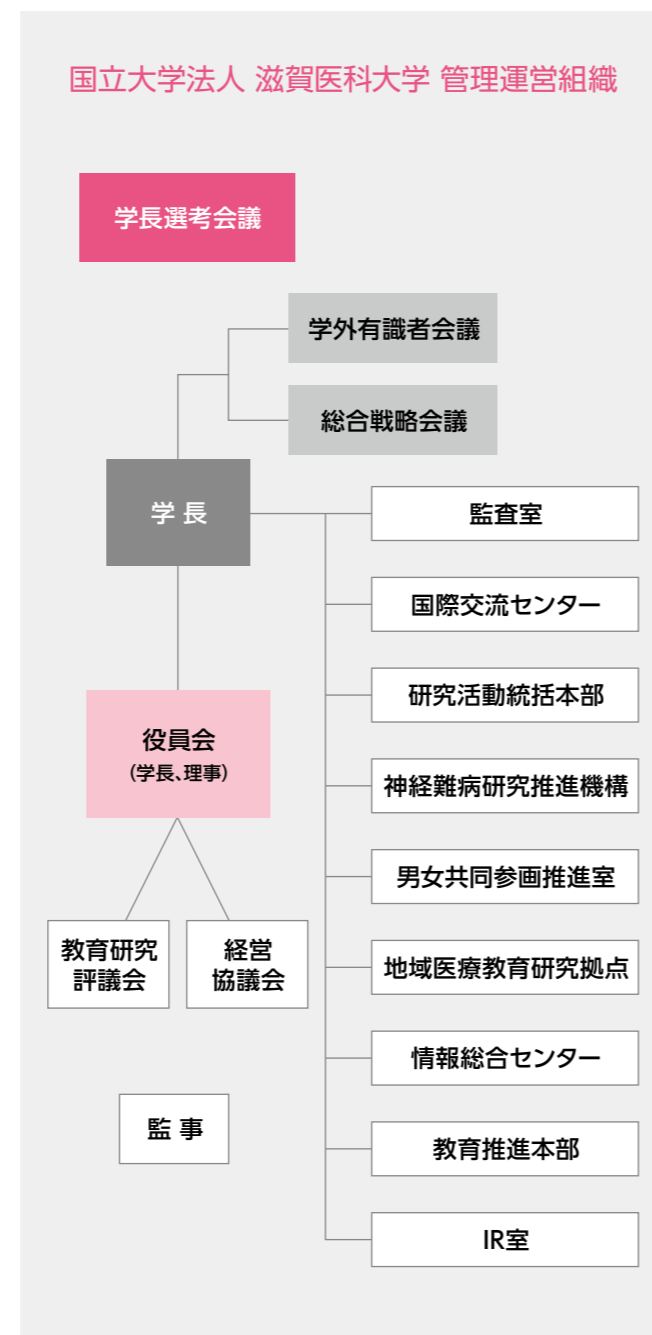 国立大学法人 滋賀医科大学 管理運営組織
学長選考会議
学外有識者会議
総合戦略会議
学 長
監査室
国際交流センター
研究活動統括本部
役員会
(学長、理事)
神経難病研究推進機構
男女共同参画推進室
教育研究
評議会
経営
協議会
地域医療教育研究拠点
情報総合センター
監 事
教育推進本部
IR室